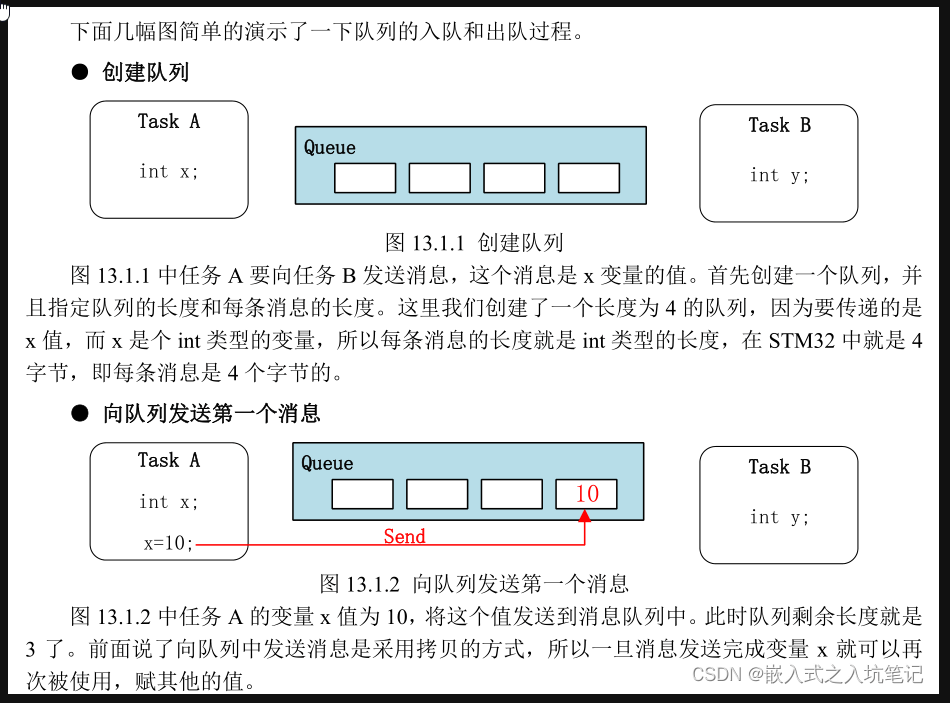 下面几幅图简单的演示了一下队列的入队和出队过程。
● 创建队列
Task A
int x;
Queue
Task B
int y;
图 13.1.1 创建队列
图 13.1.1 中任务 A 要向任务 B 发送消息，这个消息是 x 变量的值。首先创建一个队列，并
且指定队列的长度和每条消息的长度。这里我们创建了一个长度为 4 的队列，因为要传递的是
x 值，而 x 是个 int 类型的变量，所以每条消息的长度就是 int 类型的长度，在 STM32 中就是 4
字节，即每条消息是 4 个字节的。
● 向队列发送第一个消息
Task A
int x;
x=10;
Queue
10
Send
Task B
int y;
图 13.1.2 向队列发送第一个消息
图 13.1.2 中任务 A 的变量 x 值为 10，将这个值发送到消息队列中。此时队列剩余长度就是
3 了。前面说了向队列中发送消息是采用拷贝的方式，所以一旦消息发送完成变量 x 就可以再
次被使用，赋其他的值。
CSDN @嵌入式之入坑笔记